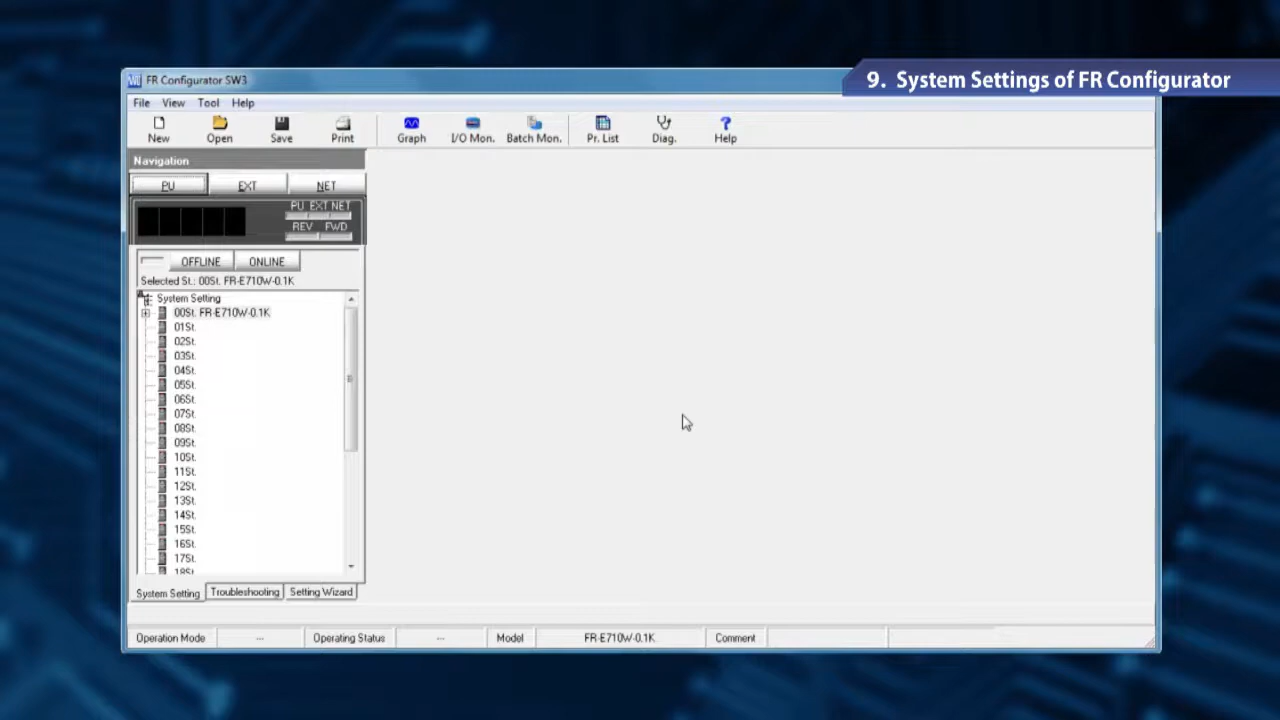 9. System Settings of FR Configurator
FR Configurator SW3
File View Tool Help
New Open Save Print Graph I/O Mon. Batch Mon. Pr. List Diag. Help
Navigation
PU EXT NET
PU EXT NET
REV FWD
OFFLINE ONLINE
Selected St.: 00St. FR-E710W-0.1K
System Setting
00St. FR-E710W-0.1K
01St.
02St.
03St.
04St.
05St.
06St.
07St.
08St.
09St.
10St.
11St.
12St.
13St.
14St.
15St.
16St.
17St.
18St.
System Setting Troubleshooting Setting Wizard
Operation Mode --- Operating Status --- Model FR-E710W-0.1K Comment